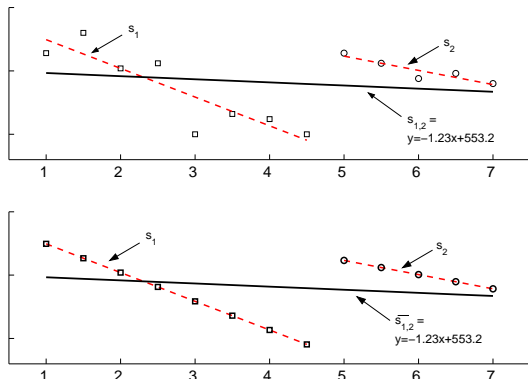 s1
s2
s1,2 =
y=−1.23x+553.2
1 2 3 4 5 6 7
s1
s2
s1,2 =
y=−1.23x+553.2
1 2 3 4 5 6 7